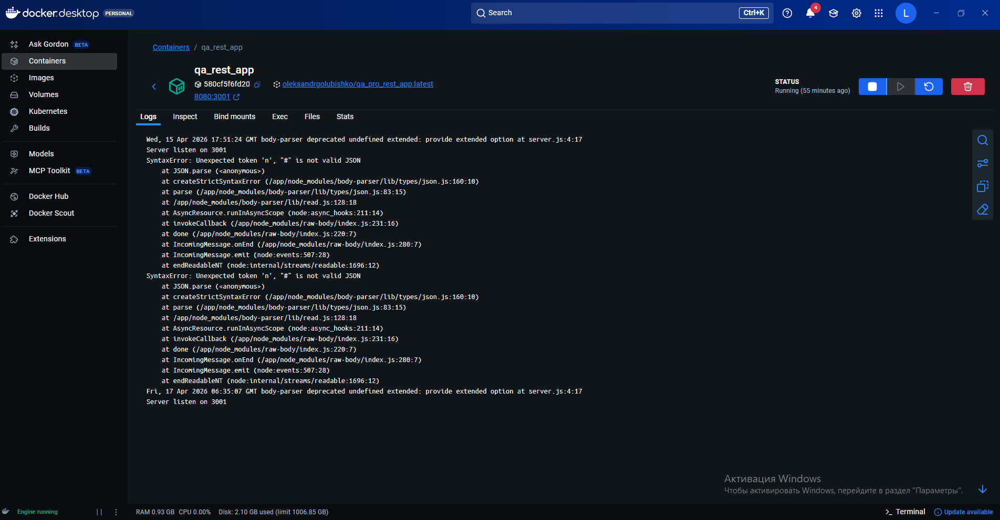 docker.desktop PERSONAL
Search
Ctrl+K
4
L
Ask Gordon BETA
Containers
Images
Volumes
Kubernetes
Builds
Models
MCP Toolkit BETA
Docker Hub
Docker Scout
Extensions
Containers / qa_rest_app
qa_rest_app
580cf5f6fd20
oleksandrgolubishko/qa_pro_rest_app:latest
8080:3001
STATUS
Running (55 minutes ago)
Logs
Inspect
Bind mounts
Exec
Files
Stats
Wed, 15 Apr 2026 17:51:24 GMT body-parser deprecated undefined extended: provide extended option at server.js:4:17
Server listen on 3001
SyntaxError: Unexpected token 'n', "#" is not valid JSON
at JSON.parse (<anonymous>)
at createStrictSyntaxError (/app/node_modules/body-parser/lib/types/json.js:160:10)
at parse (/app/node_modules/body-parser/lib/types/json.js:83:15)
at /app/node_modules/body-parser/lib/read.js:128:18
at AsyncResource.runInAsyncScope (node:async_hooks:211:14)
at invokeCallback (/app/node_modules/raw-body/index.js:231:16)
at done (/app/node_modules/raw-body/index.js:220:7)
at IncomingMessage.onEnd (/app/node_modules/raw-body/index.js:280:7)
at IncomingMessage.emit (node:events:507:28)
at endReadableNT (node:internal/streams/readable:1696:12)
SyntaxError: Unexpected token 'n', "#" is not valid JSON
at JSON.parse (<anonymous>)
at createStrictSyntaxError (/app/node_modules/body-parser/lib/types/json.js:160:10)
at parse (/app/node_modules/body-parser/lib/types/json.js:83:15)
at /app/node_modules/body-parser/lib/read.js:128:18
at AsyncResource.runInAsyncScope (node:async_hooks:211:14)
at invokeCallback (/app/node_modules/raw-body/index.js:231:16)
at done (/app/node_modules/raw-body/index.js:220:7)
at IncomingMessage.onEnd (/app/node_modules/raw-body/index.js:280:7)
at IncomingMessage.emit (node:events:507:28)
at endReadableNT (node:internal/streams/readable:1696:12)
Fri, 17 Apr 2026 06:35:07 GMT body-parser deprecated undefined extended: provide extended option at server.js:4:17
Server listen on 3001
Активация Windows
Чтобы активировать Windows, перейдите в раздел "Параметры".
Engine running
RAM 0.93 GB CPU 0.00% Disk: 2.10 GB used (limit 1006.85 GB)
>_ Terminal
Update available